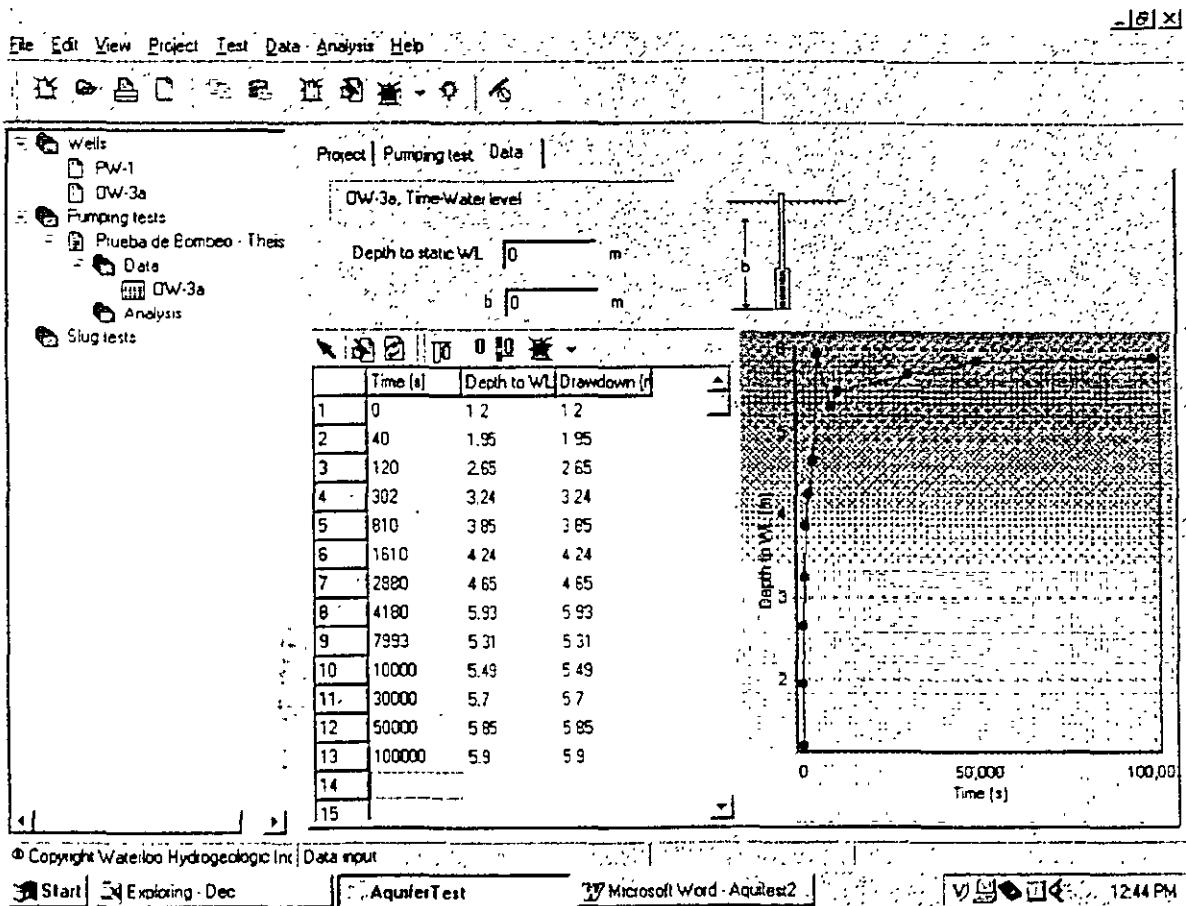 File Edit View Project Test Data Analysis Help
Wells
PW-1
OW-3a
Pumping tests
Prueba de Bombeo - Theis
Data
OW-3a
Analysis
Slug tests
Project Pumping test Data
OW-3a, Time-Water level
Depth to static WL 0 m
b 0 m
b
Time [s] Depth to WL Drawdown [m
1 0 1.2 1.2
2 40 1.95 1.95
3 120 2.65 2.65
4 302 3.24 3.24
5 810 3.85 3.85
6 1610 4.24 4.24
7 2880 4.65 4.65
8 4180 5.93 5.93
9 7993 5.31 5.31
10 10000 5.49 5.49
11 30000 5.7 5.7
12 50000 5.85 5.85
13 100000 5.9 5.9
14
15
Depth to WL [m]
6
5
4
3
2
0 50,000 100,00
Time [s]
© Copyright Waterloo Hydrogeologic Inc Data input
Start Exploring - Dec AquiferTest Microsoft Word - Aquitest2 12:44 PM